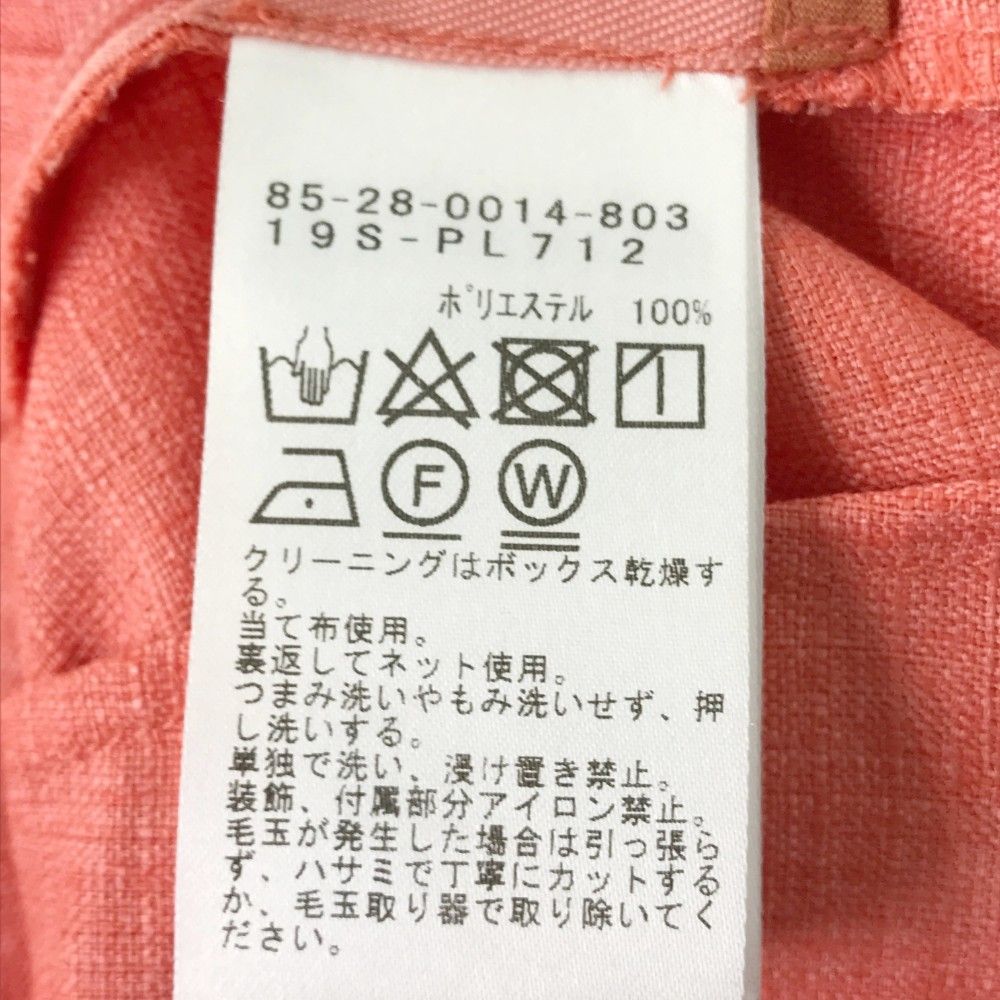 85-28-0014-803
19S-PL712
ポリエステル 100%
F
W
クリーニングはボックス乾燥す
る。
当て布使用。
裏返してネット使用。
つまみ洗いやもみ洗いせず、押
し洗いする。
単独で洗い、浸け置き禁止。
装飾、付属部分アイロン禁止。
毛玉が発生した場合は引っ張ら
ず、ハサミで丁寧にカットする
か、毛玉取り器で取り除いてく
ださい。